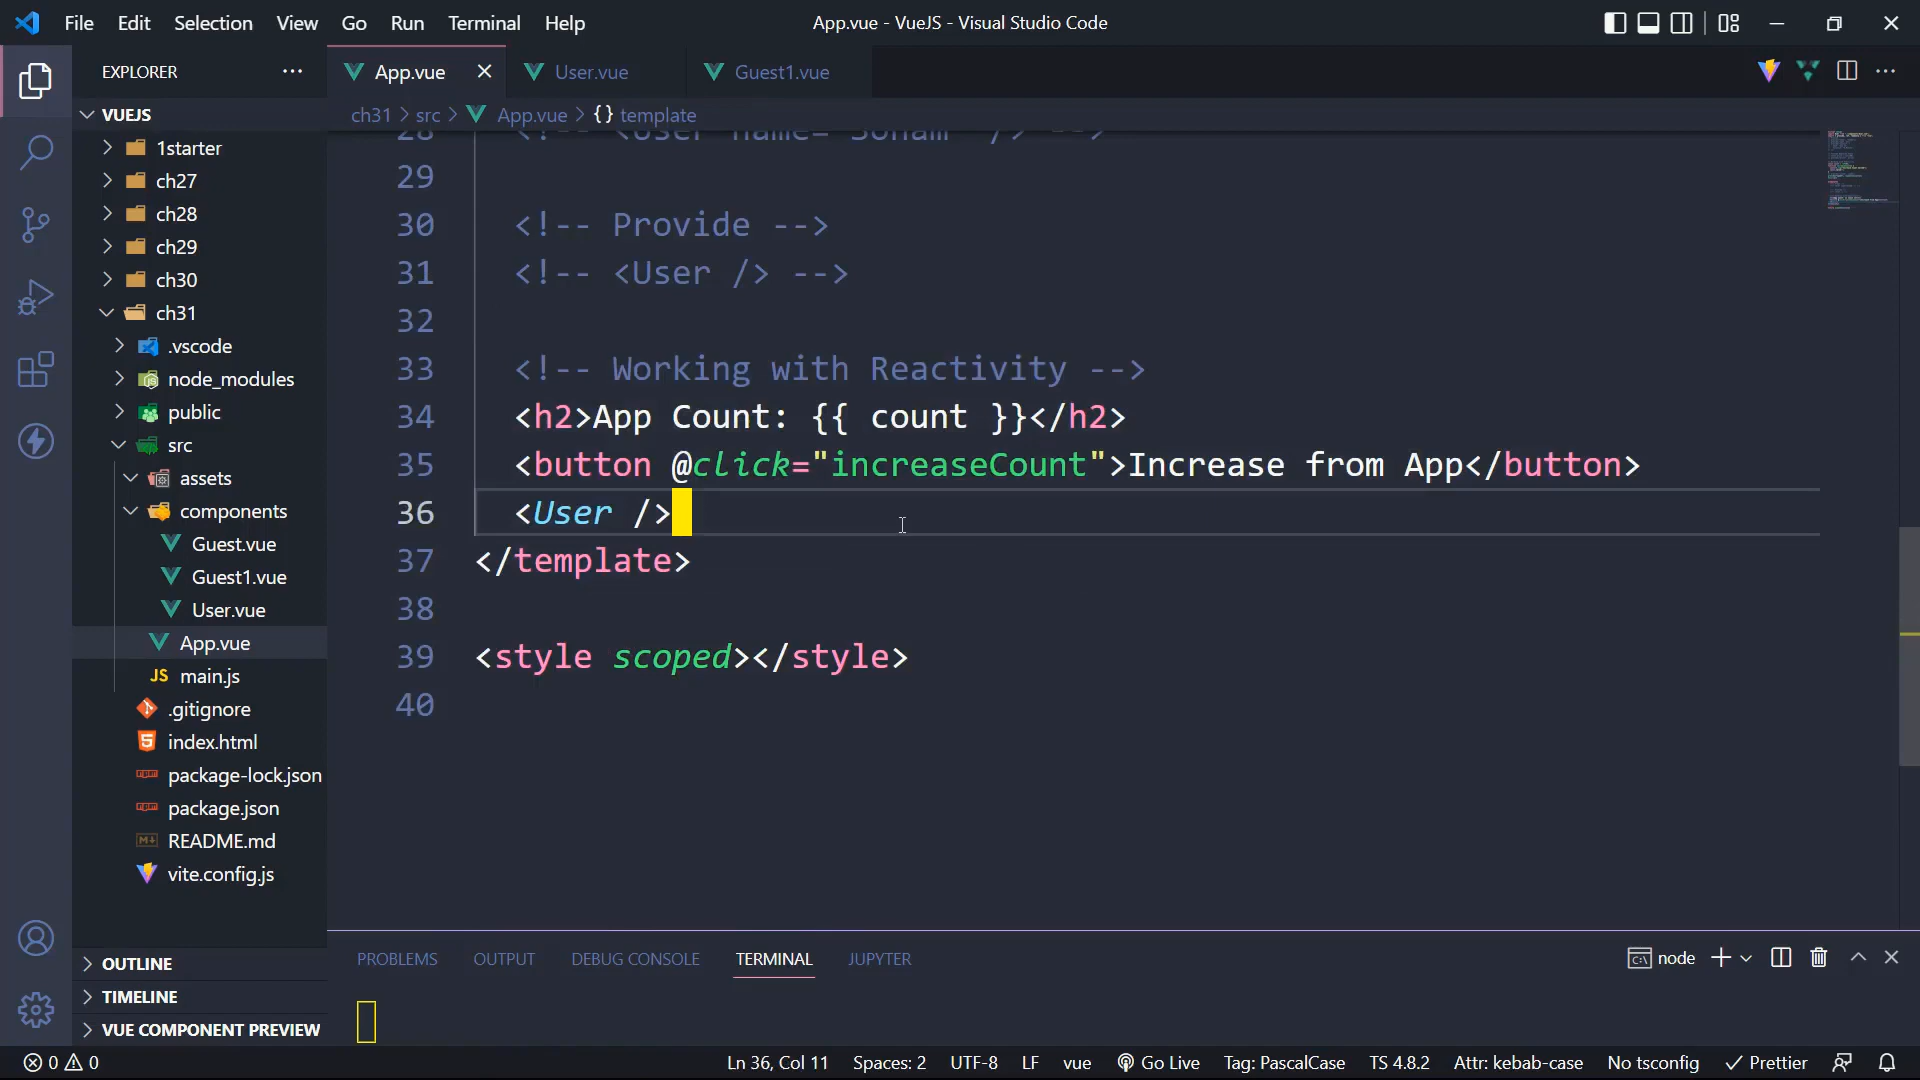 File Edit Selection View Go Run Terminal Help
App.vue - VueJS - Visual Studio Code
EXPLORER
App.vue
User.vue
Guest1.vue
VUEJS
ch31 > src > App.vue > {} template
1starter
ch27
ch28
ch29
ch30
ch31
.vscode
node_modules
public
src
assets
components
Guest.vue
Guest1.vue
User.vue
App.vue
JS main.js
.gitignore
index.html
package-lock.json
package.json
README.md
vite.config.js
OUTLINE
TIMELINE
VUE COMPONENT PREVIEW
28 <!-- <User name="Sonam" /> -->
29
30 <!-- Provide -->
31 <!-- <User /> -->
32
33 <!-- Working with Reactivity -->
34 <h2>App Count: {{ count }}</h2>
35 <button @click="increaseCount">Increase from App</button>
36 <User />
37 </template>
38
39 <style scoped></style>
40
PROBLEMS OUTPUT DEBUG CONSOLE TERMINAL JUPYTER
node
0 0
Ln 36, Col 11 Spaces: 2 UTF-8 LF vue Go Live Tag: PascalCase TS 4.8.2 Attr: kebab-case No tsconfig Prettier